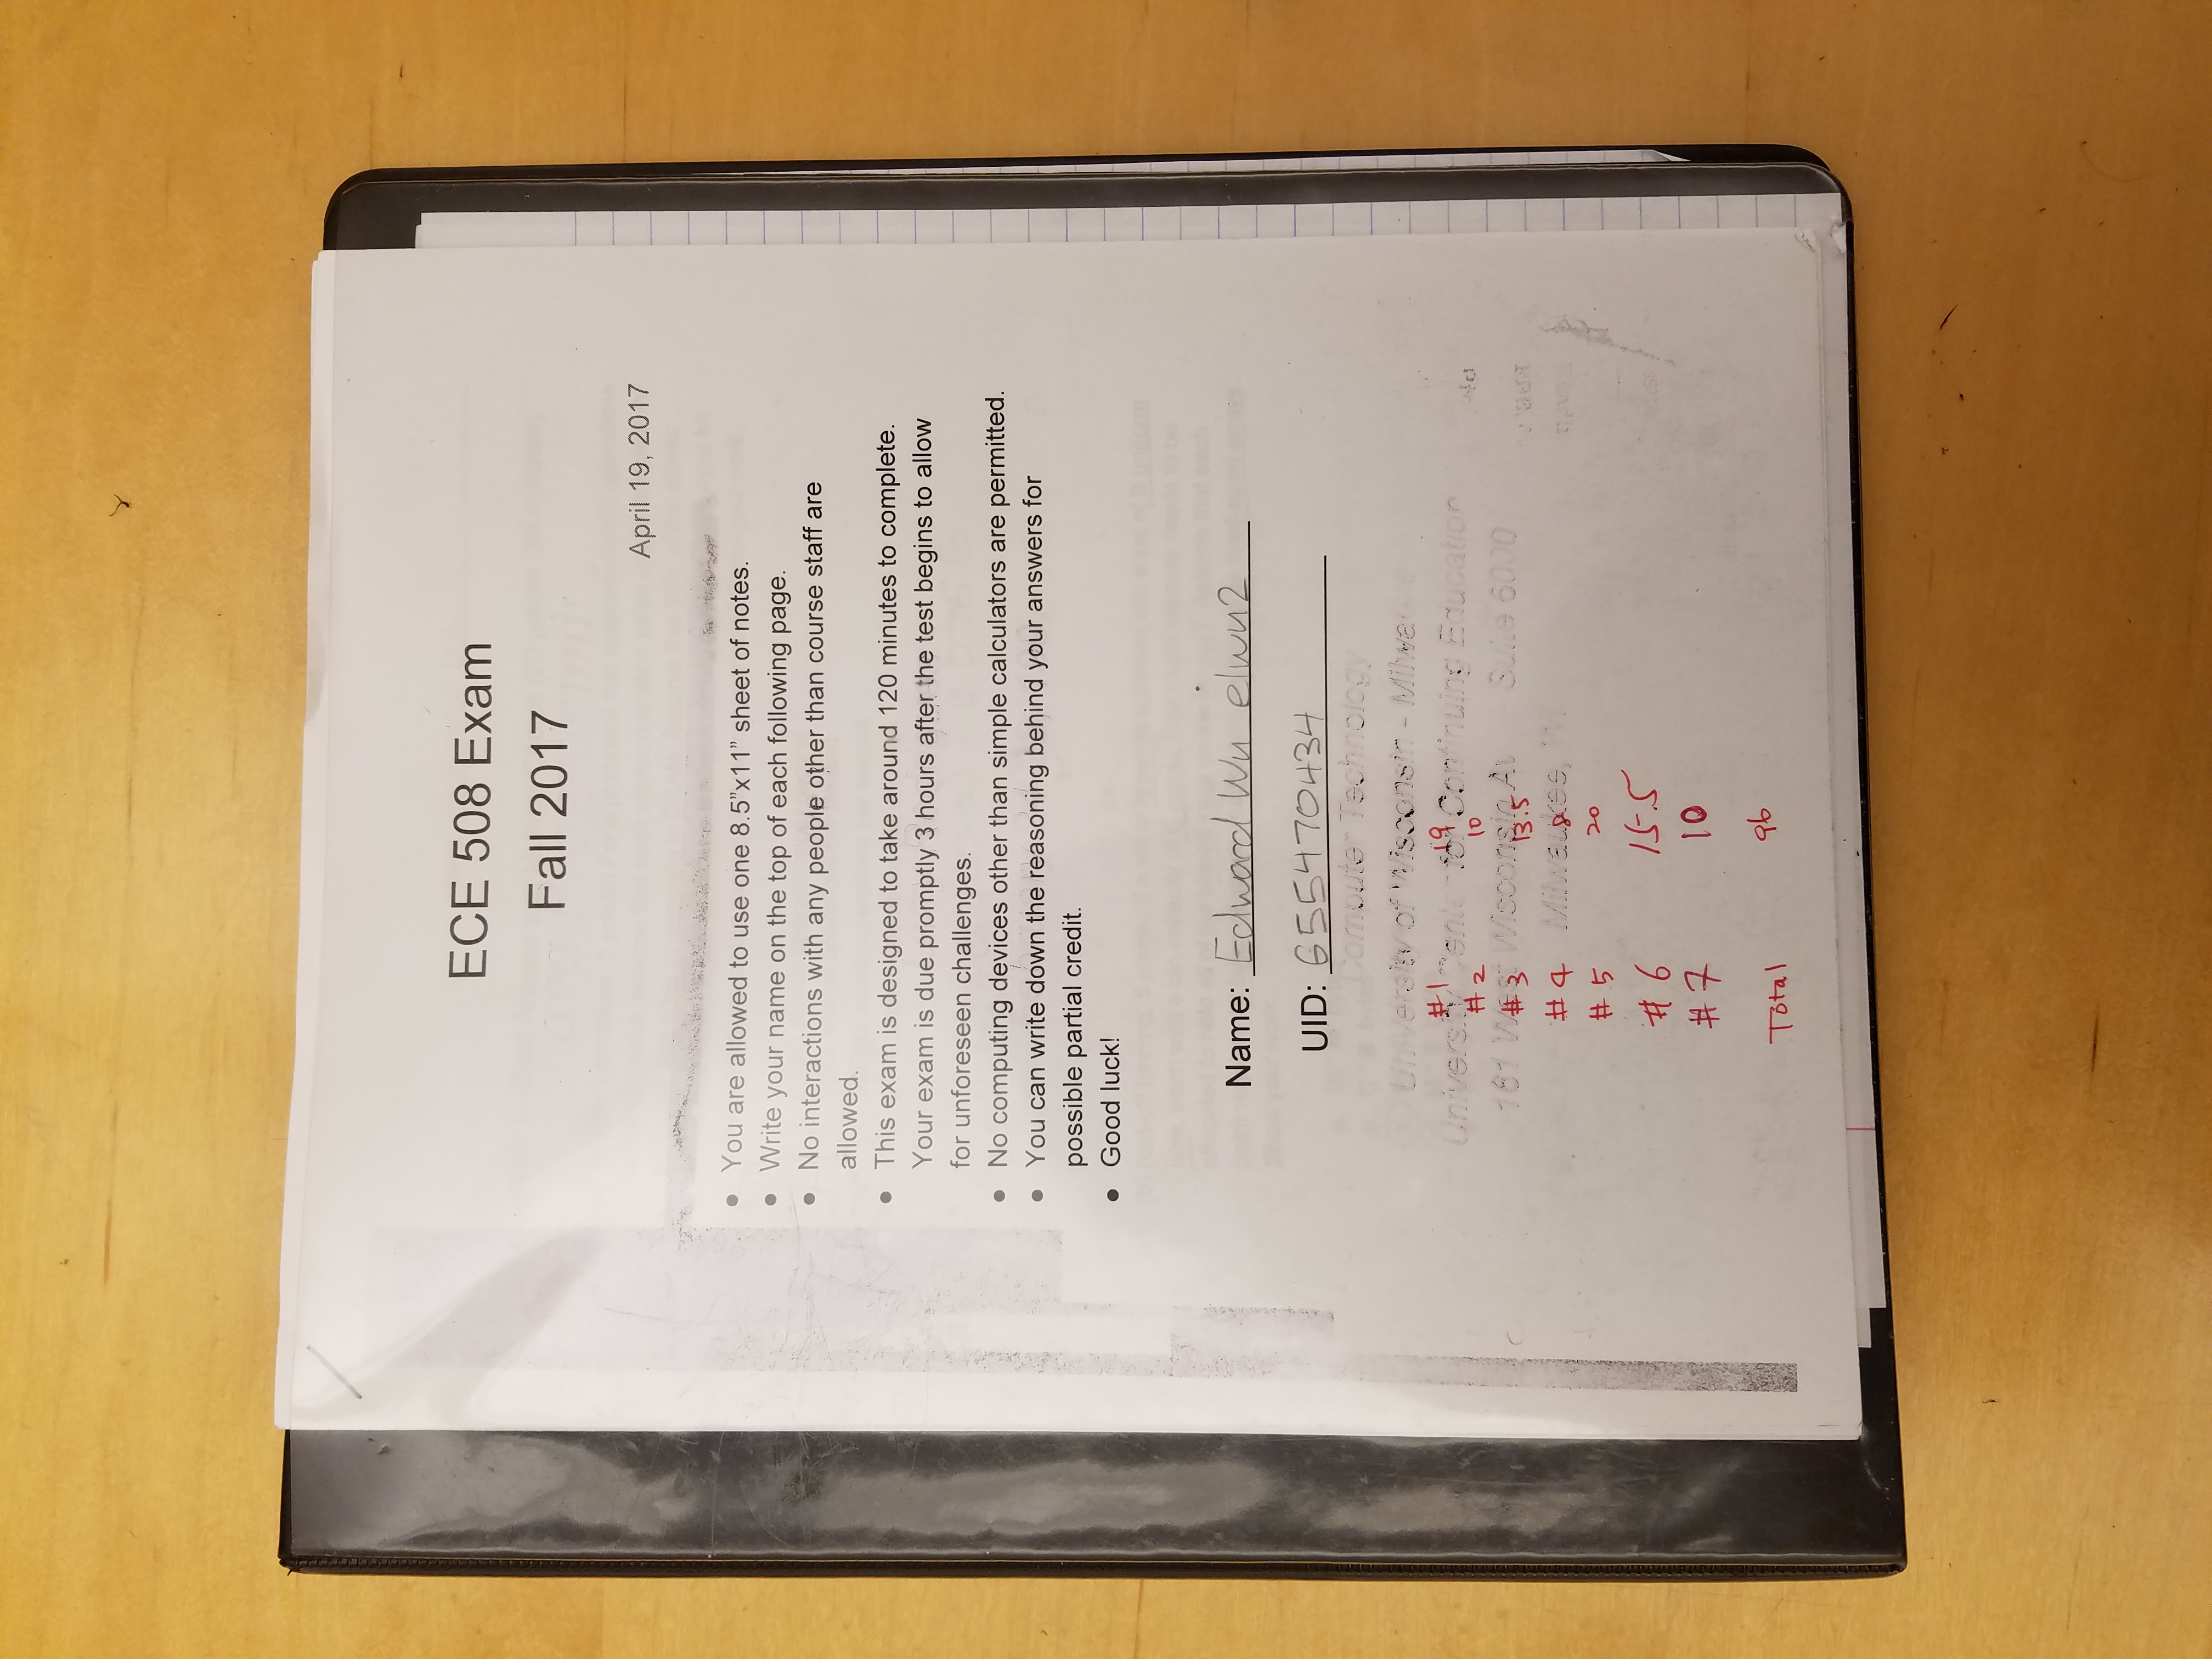 ECE 508 Exam
Fall 2017
April 19, 2017
• You are allowed to use one 8.5”x11” sheet of notes.
• Write your name on the top of each following page.
• No interactions with any people other than course staff are
allowed.
• This exam is designed to take around 120 minutes to complete.
Your exam is due promptly 3 hours after the test begins to allow
for unforeseen challenges.
• No computing devices other than simple calculators are permitted.
• You can write down the reasoning behind your answers for
possible partial credit.
• Good luck!
Name: Edward Wu elwu2
UID: 655470434
Computer Technology
University of Wisconsin - Milwa
#1 19
University Cente for Continuing Education
#2 10
161 West Wisconsin Av Suite 6000
#3 13.5
Milwaukee, WI
#4 8
#5 20
#6 15.5
#7 10
Total 96